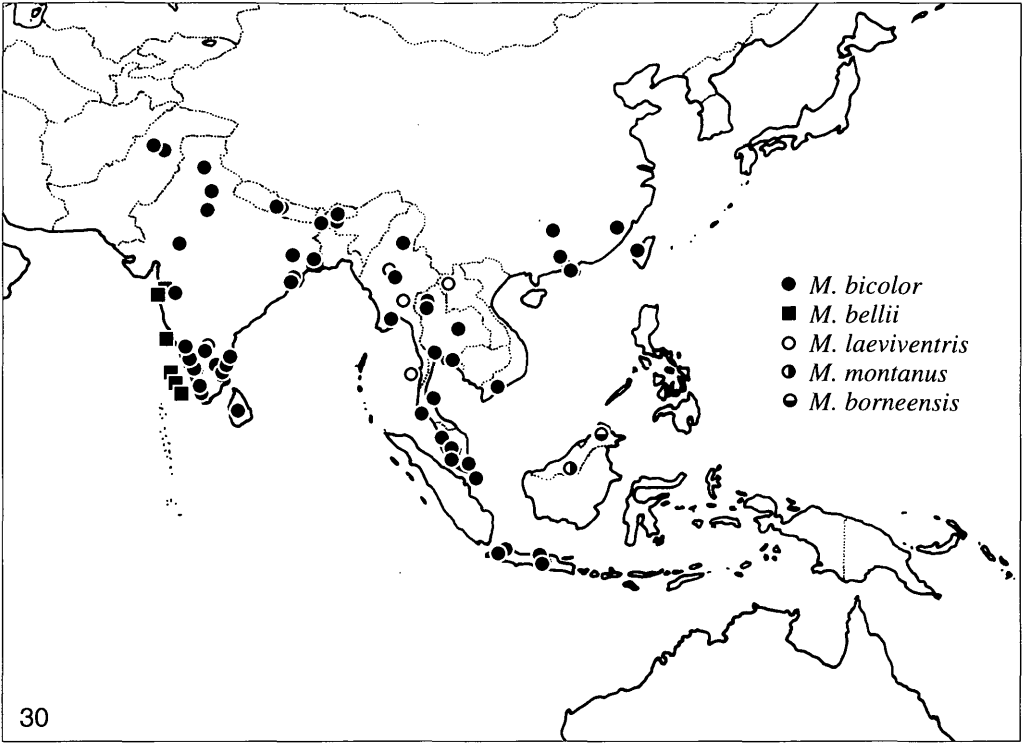 M. bicolor
M. bellii
M. laeviventris
M. montanus
M. borneensis
30